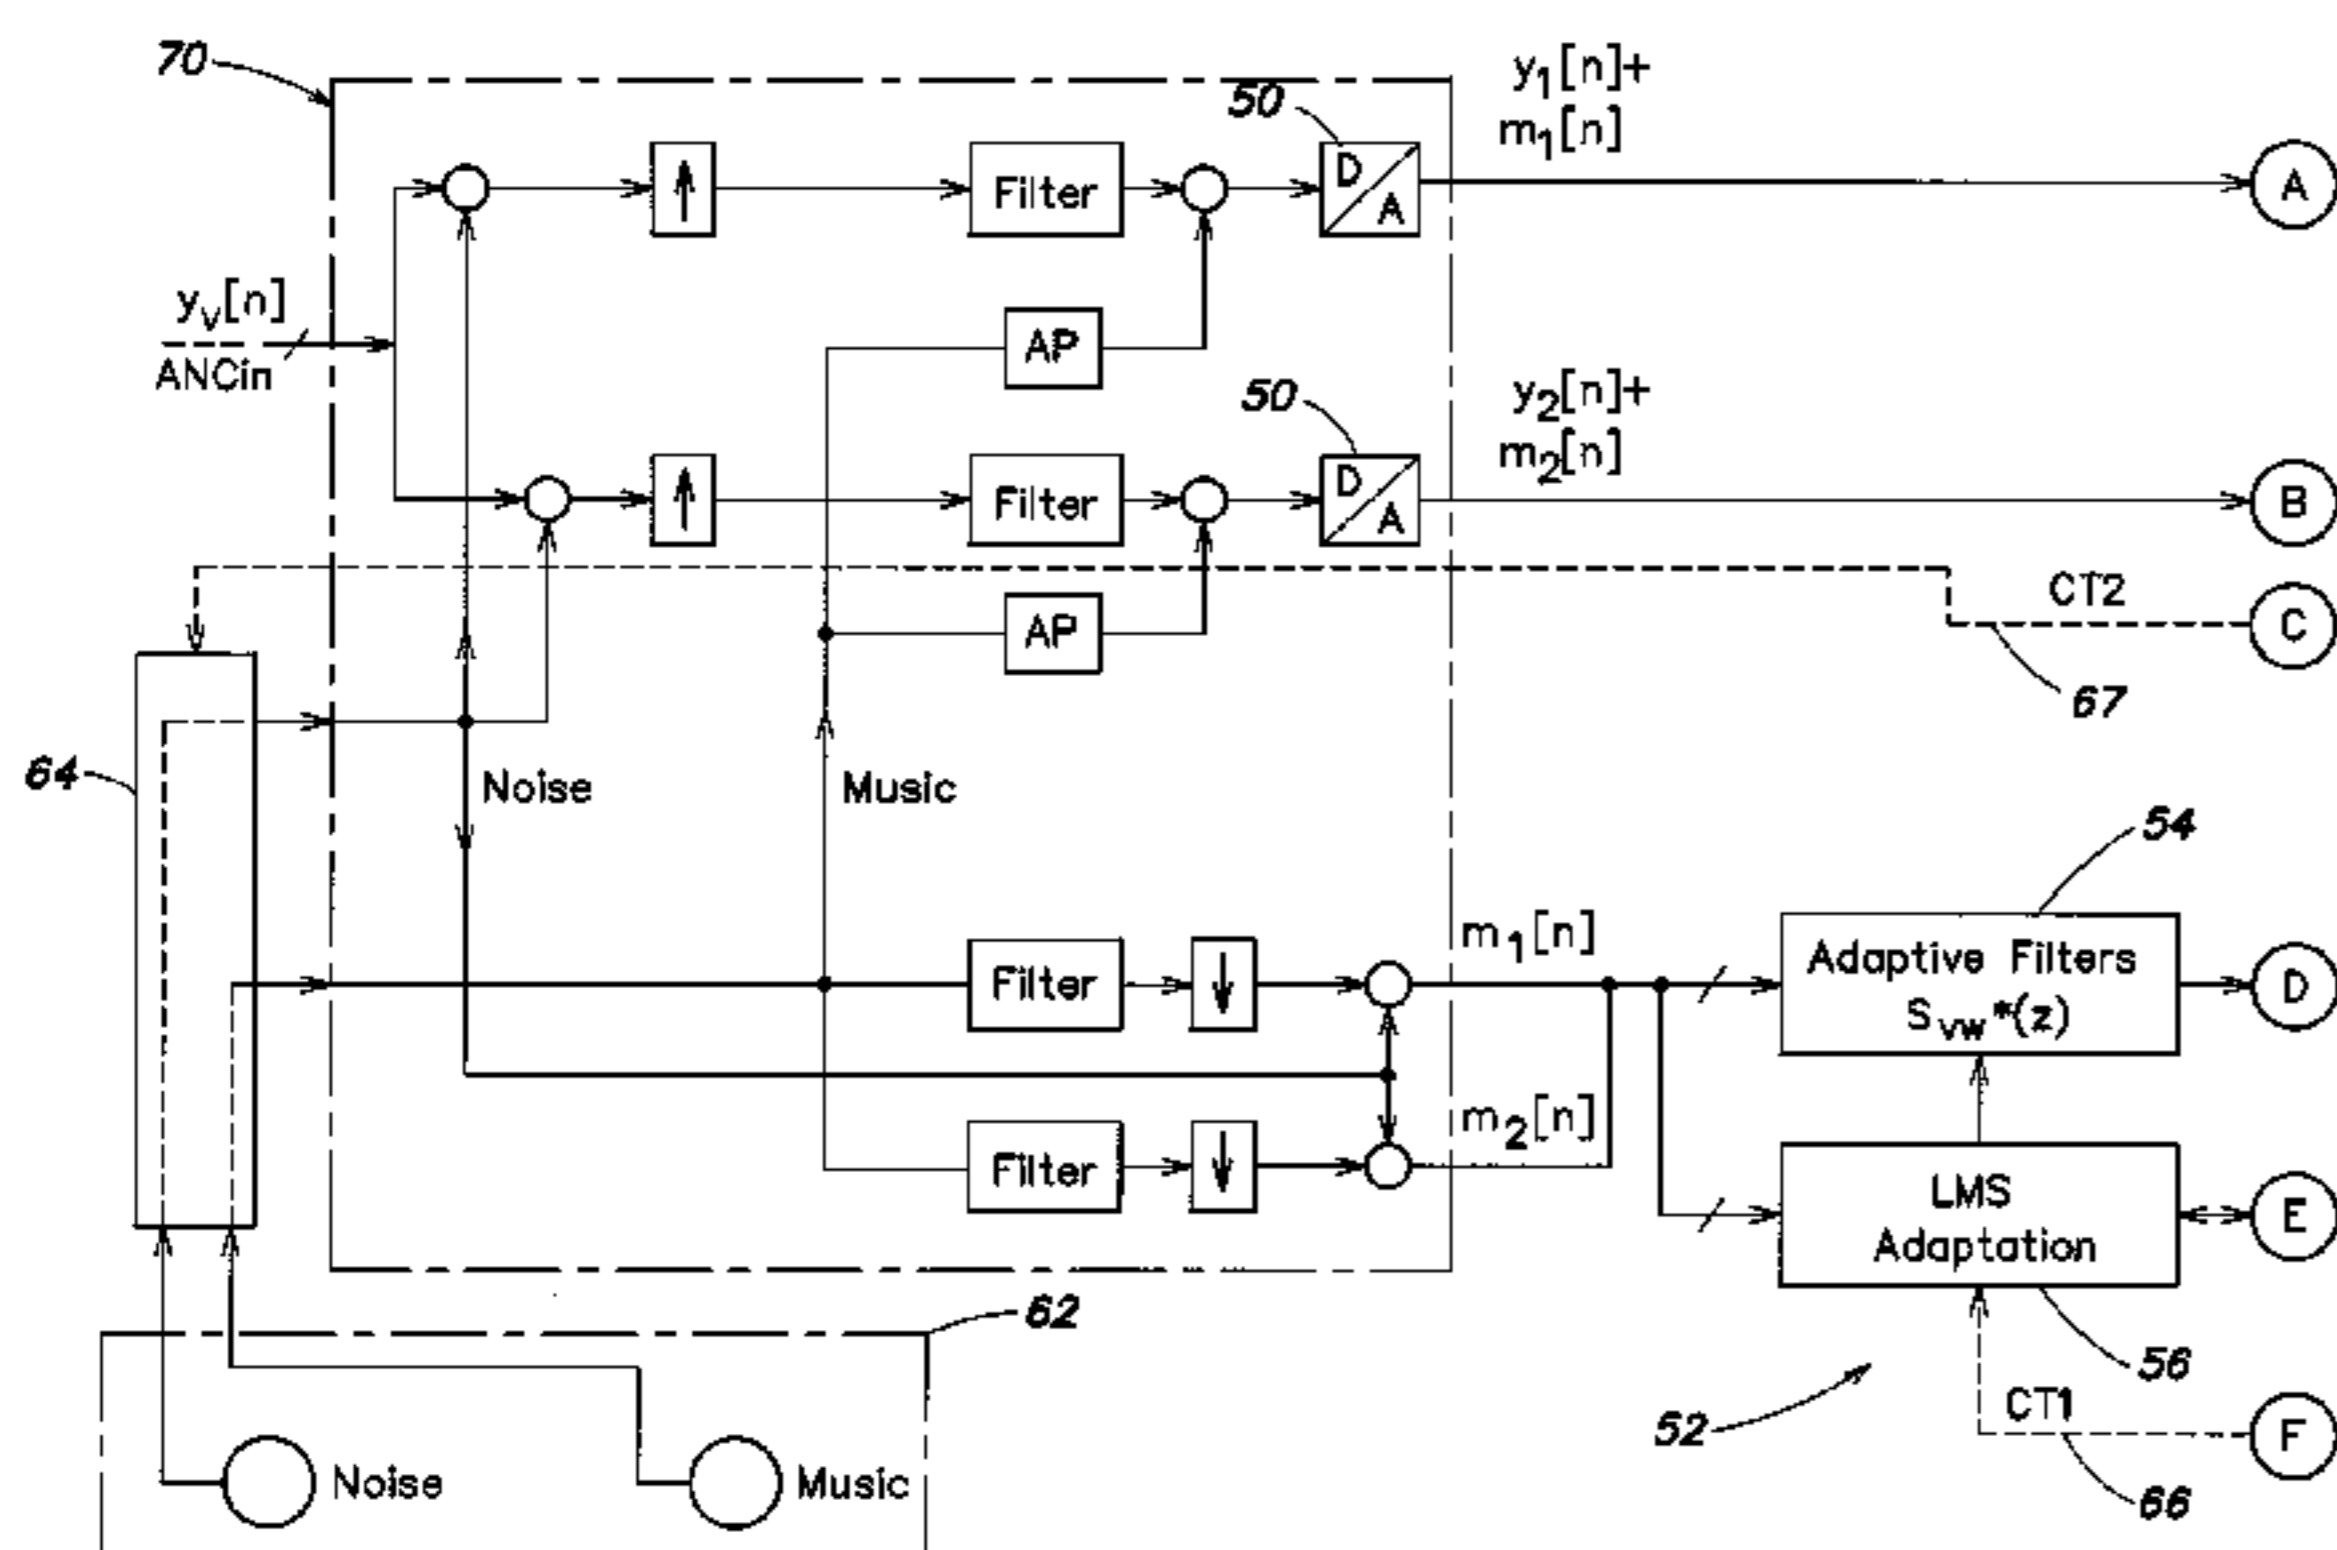 70
50
y1[n]+
m1[n]
D
A
A
Filter
yv[n]
ANCin
AP
50
y2[n]+
m2[n]
Filter
D
A
B
CT2
C
AP
67
64
Noise
Music
54
m1[n]
Filter
Adaptive Filters
Svw*(z)
D
m2[n]
Filter
LMS
Adaptation
E
62
56
52
CT1
F
66
Noise
Music